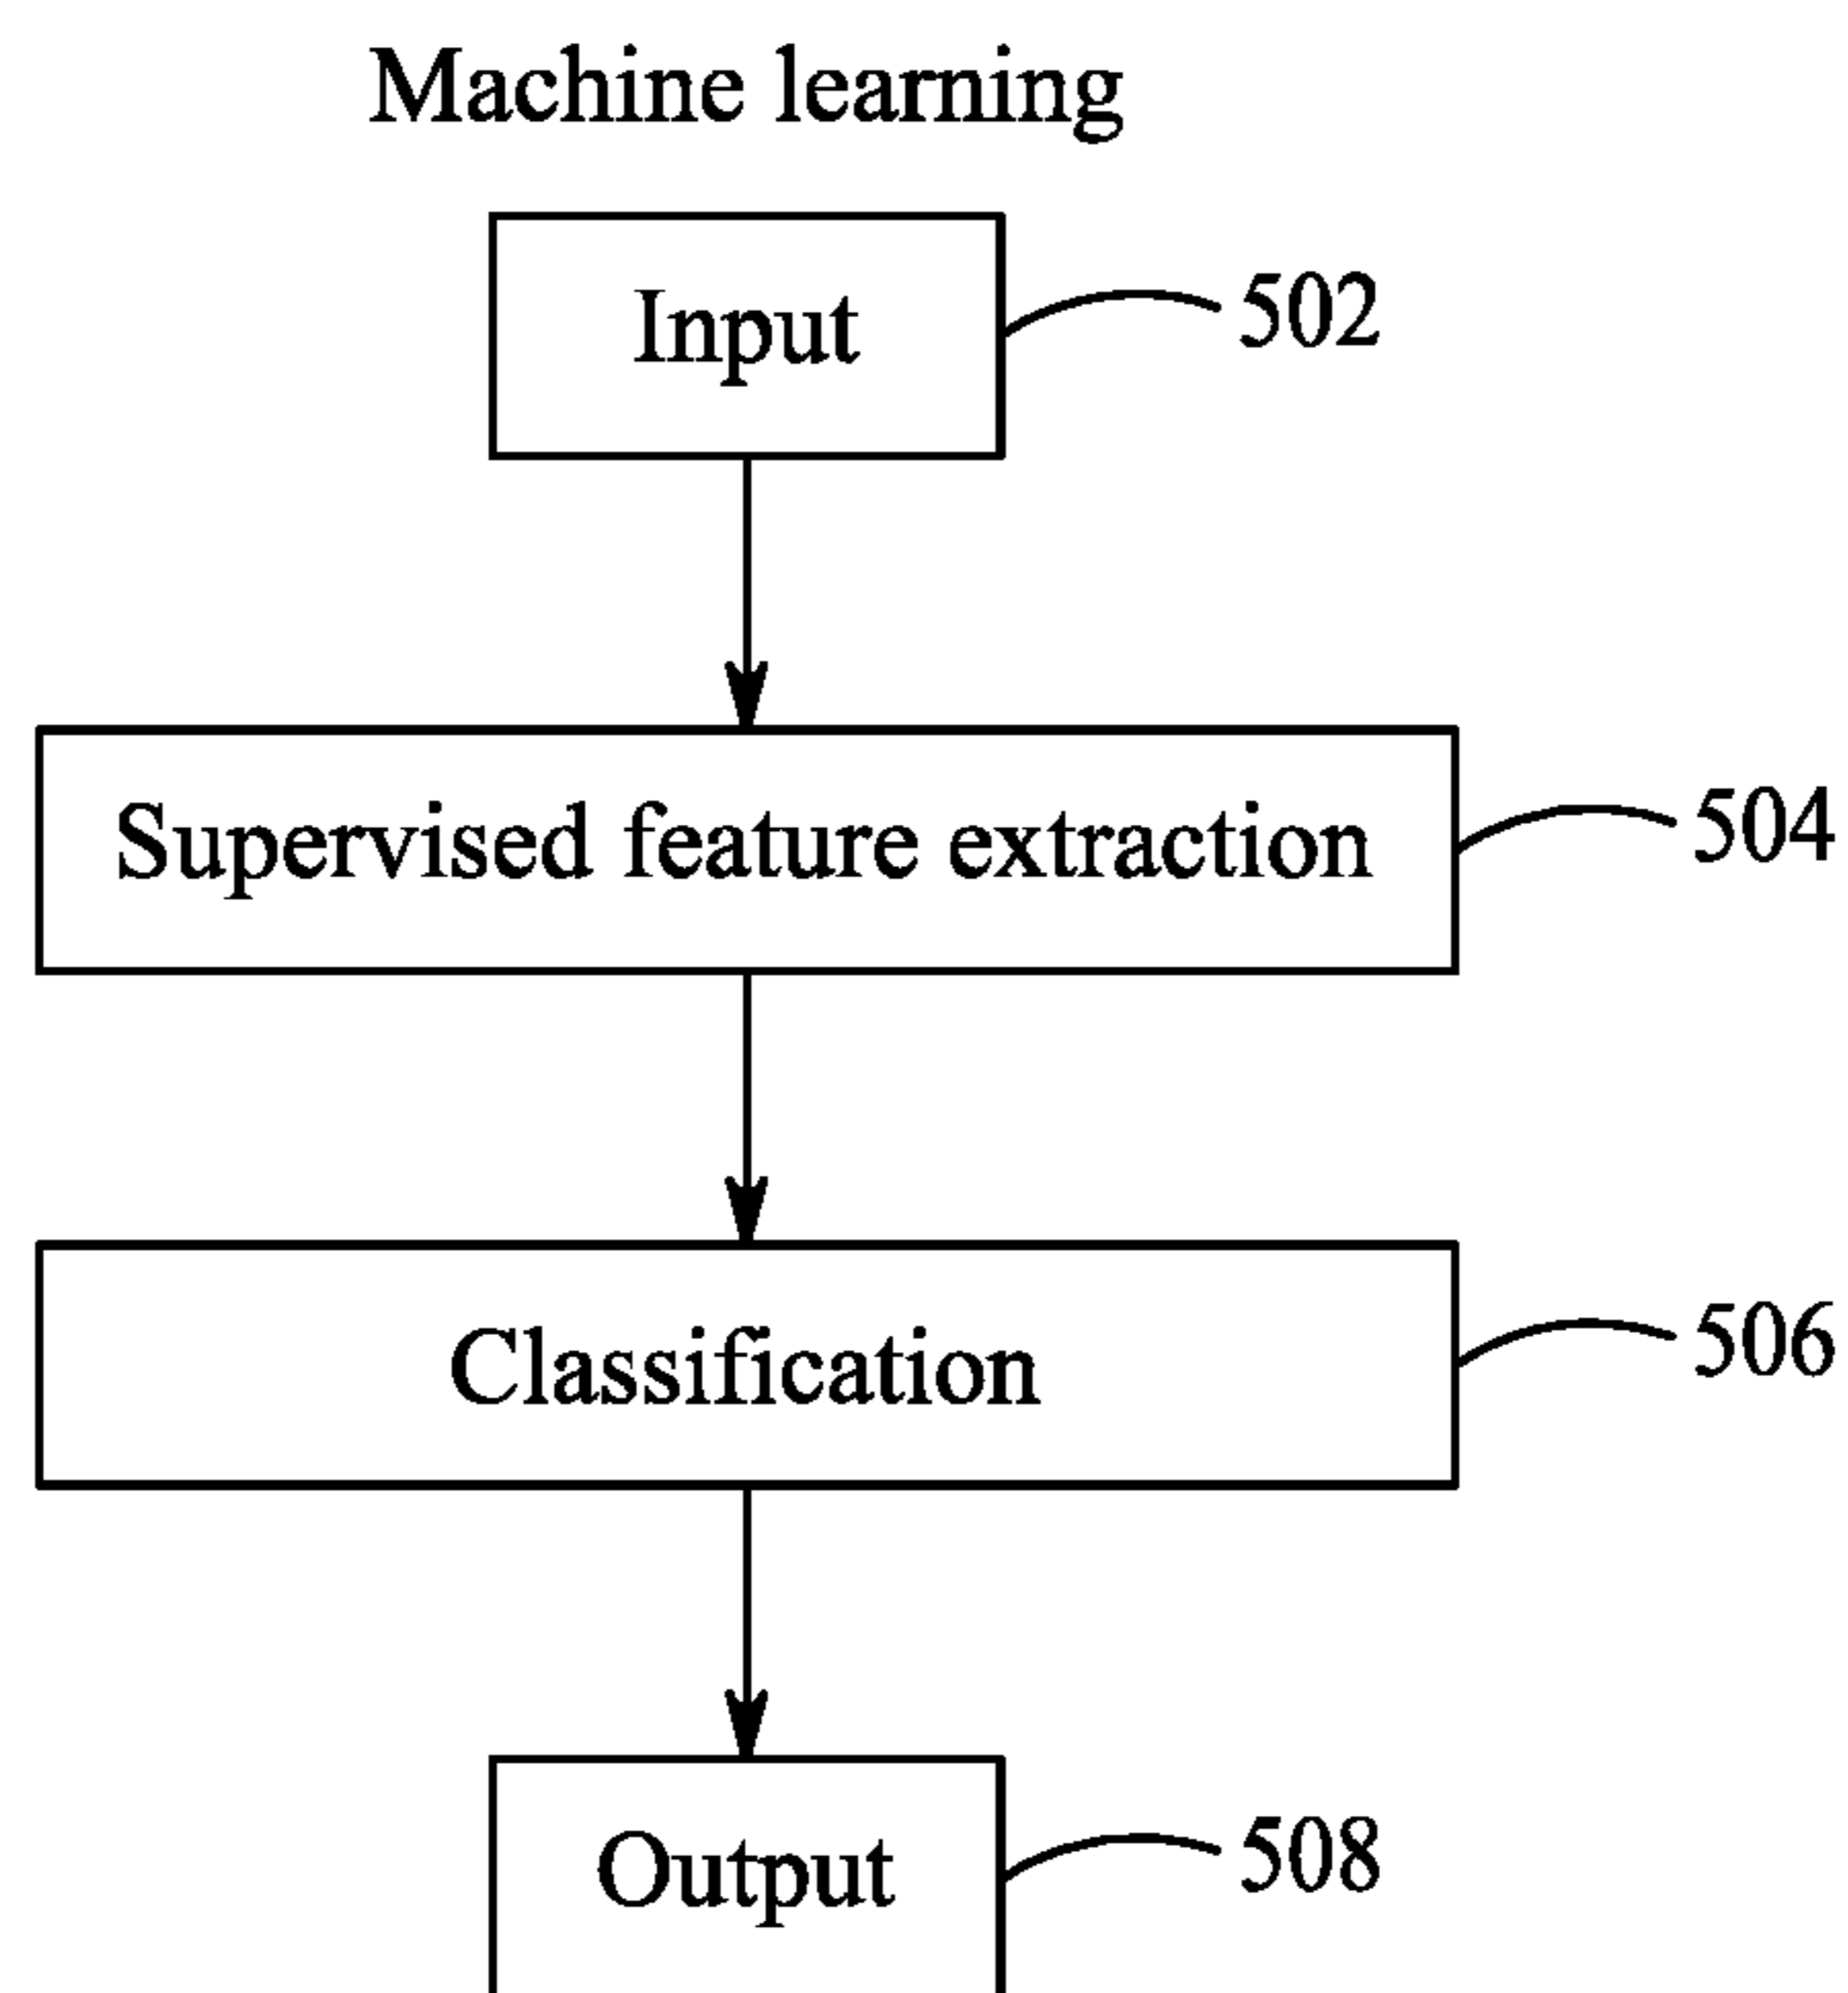 Machine learning
Input
502
Supervised feature extraction
504
Classification
506
Output
508